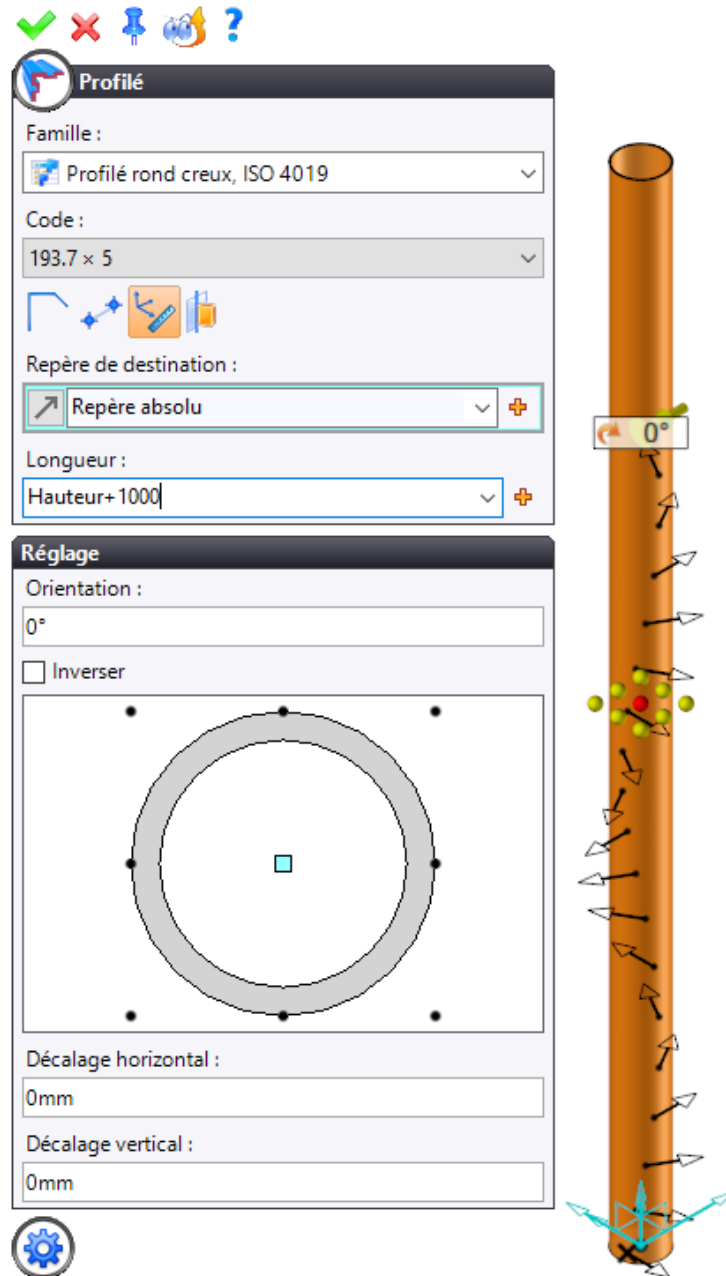 ?
Profilé
Famille :
Profilé rond creux, ISO 4019
Code :
193.7 × 5
Repère de destination :
Repère absolu
Longueur :
Hauteur+1000
Réglage
Orientation :
0°
Inverser
Décalage horizontal :
0mm
Décalage vertical :
0mm
0°